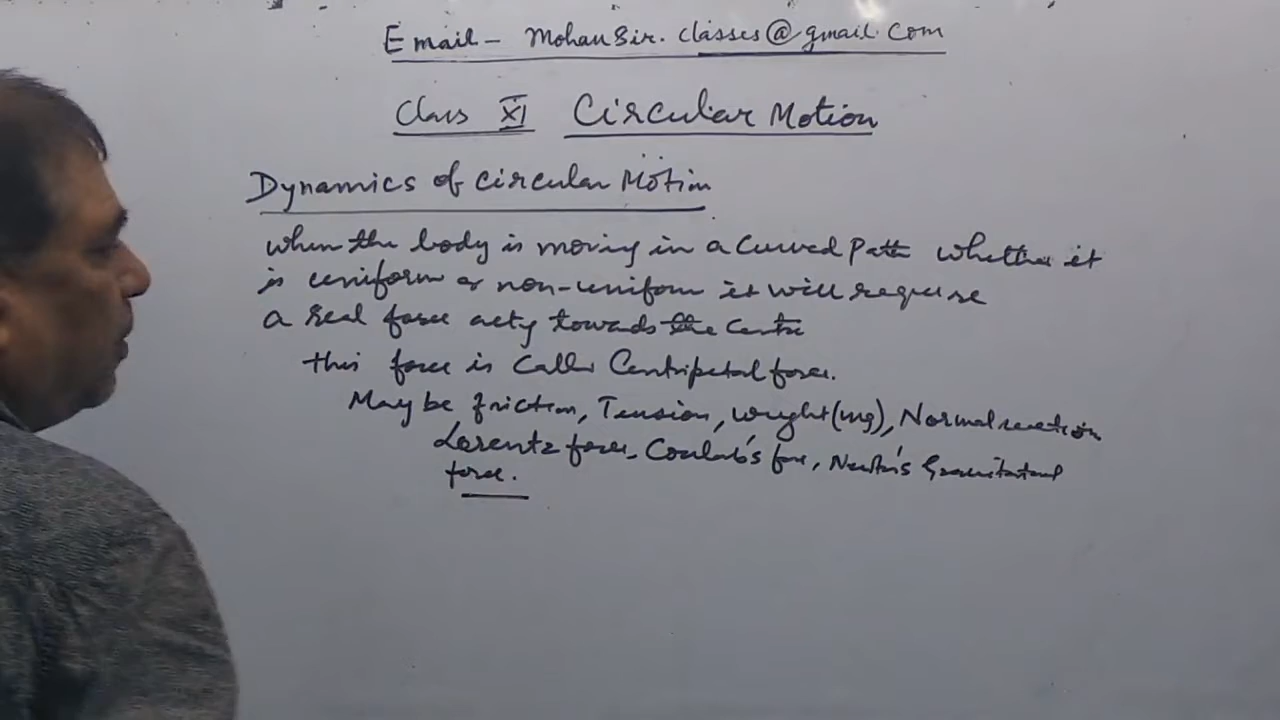 Email - MohanSir.classes@gmail.com
Class XI Circular Motion
Dynamics of Circular Motion
when the body is moving in a Curved Path whether it
is uniform or non-uniform it will require
a real force acty towards the Centre
this force is Called Centripetal force.
May be friction, Tension, weight (mg), Normal reaction
Lorentz force, Coulomb's force, Newton's Gravitational
force.